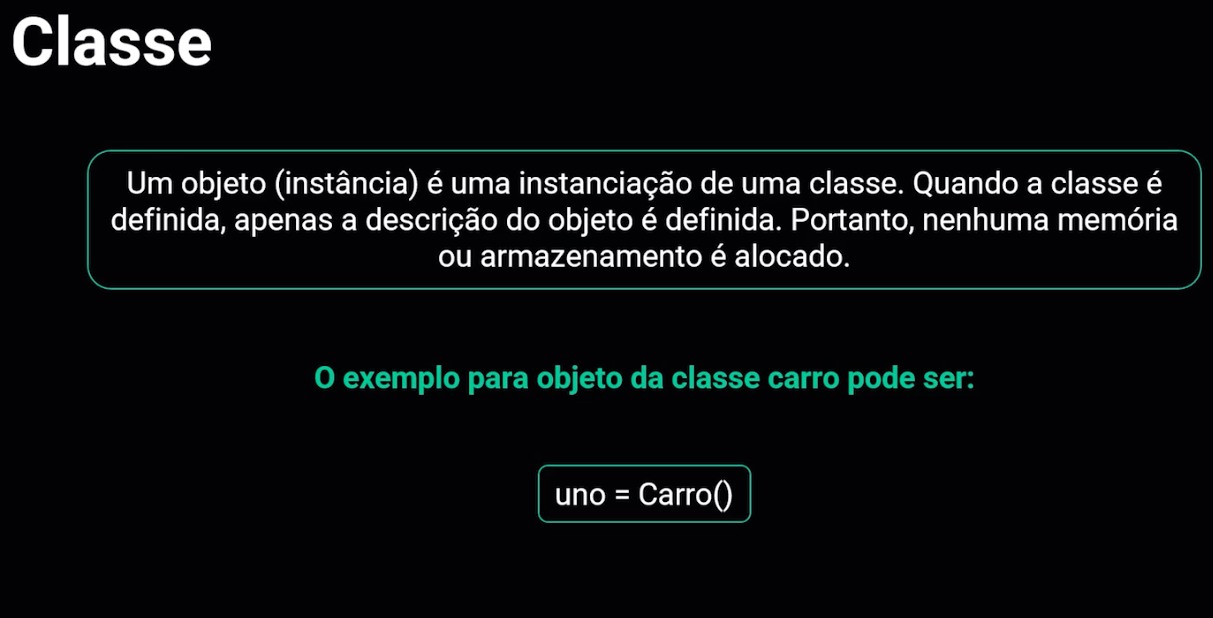 Classe
Um objeto (instância) é uma instanciação de uma classe. Quando a classe é
definida, apenas a descrição do objeto é definida. Portanto, nenhuma memória
ou armazenamento é alocado.
O exemplo para objeto da classe carro pode ser:
uno = Carro()